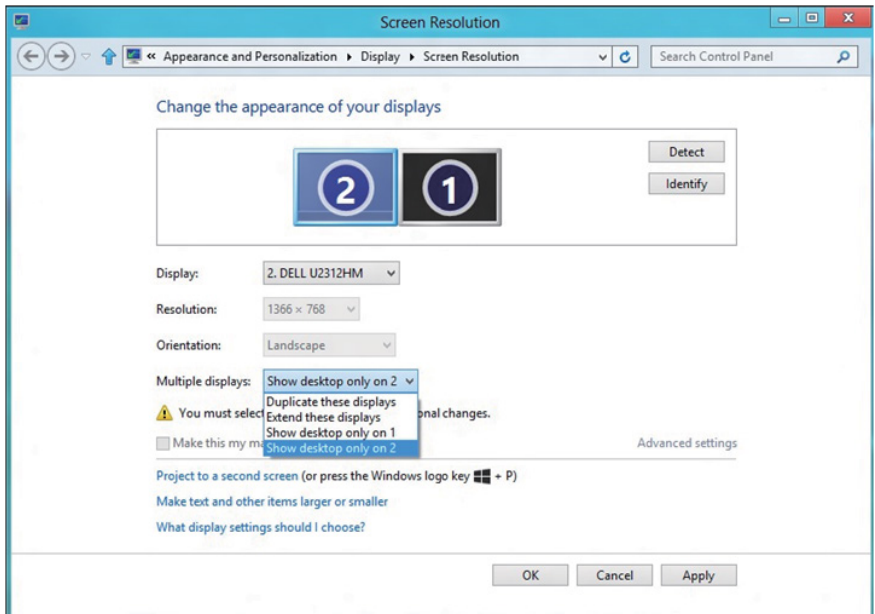 Screen Resolution
« Appearance and Personalization Display Screen Resolution Search Control Panel
Change the appearance of your displays
2 1
Detect
Identify
Display: 2. DELL U2312HM
Resolution: 1366 × 768
Orientation: Landscape
Multiple displays: Show desktop only on 2
Duplicate these displays
You must selec onal changes.
Extend these displays
Show desktop only on 1
Make this my ma Show desktop only on 2 Advanced settings
Project to a second screen (or press the Windows logo key + P)
Make text and other items larger or smaller
What display settings should I choose?
OK Cancel Apply